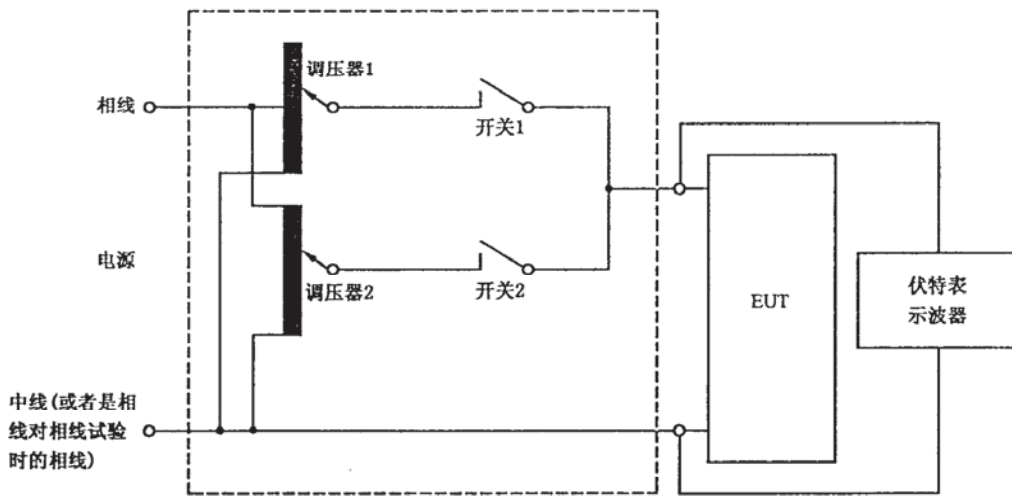 调压器1
相线
开关1
电源
调压器2
开关2
EUT
伏特表
示波器
中线(或者是相
线对相线试验
时的相线)